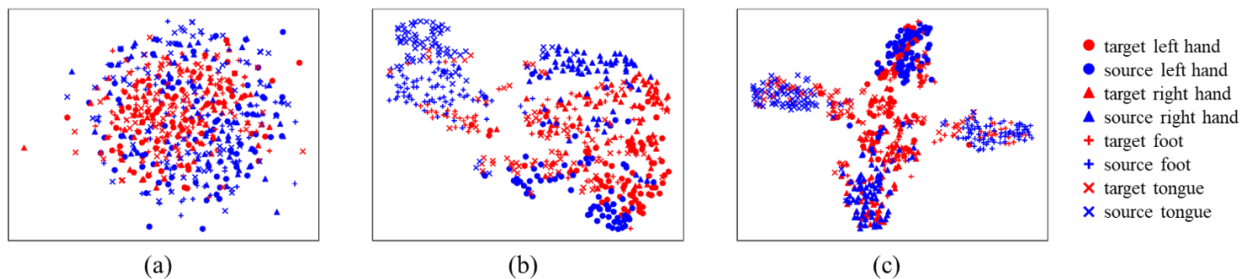 target left hand
source left hand
target right hand
source right hand
target foot
source foot
target tongue
source tongue
(a)
(b)
(c)